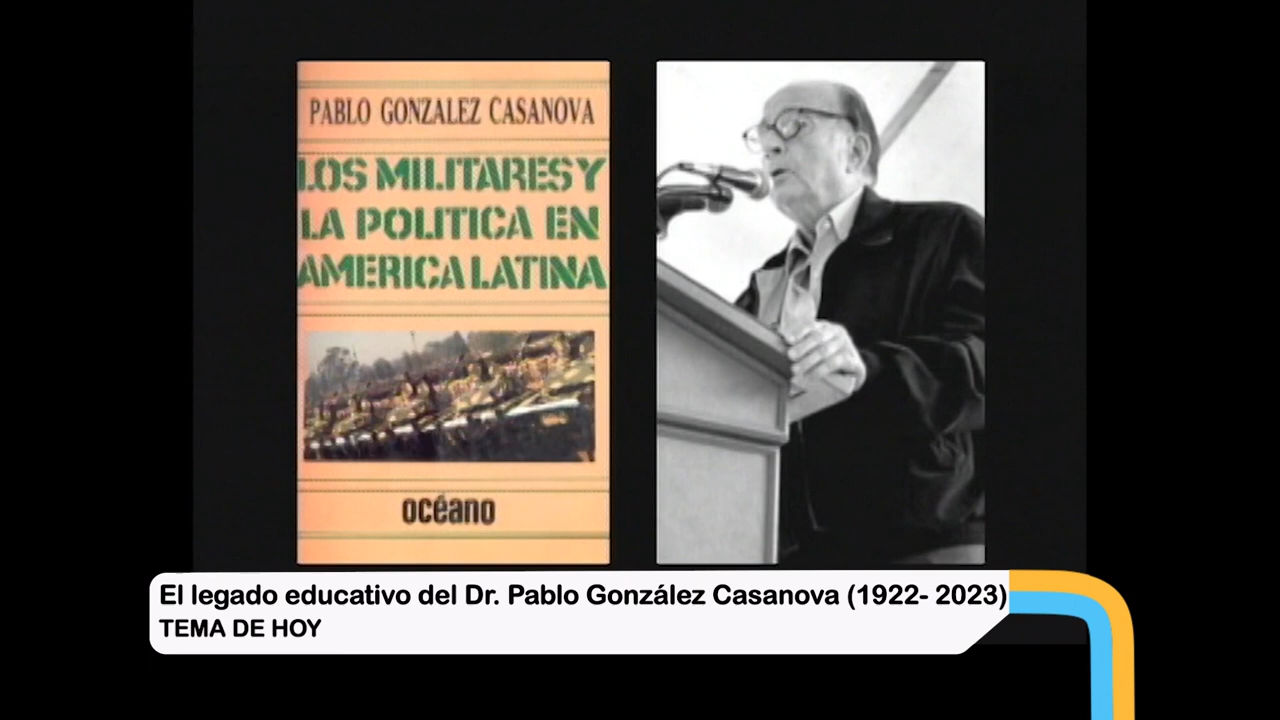 PABLO GONZALEZ CASANOVA
LOS MILITARES Y
LA POLITICA EN
AMERICA LATINA
océano
El legado educativo del Dr. Pablo González Casanova (1922- 2023)
TEMA DE HOY